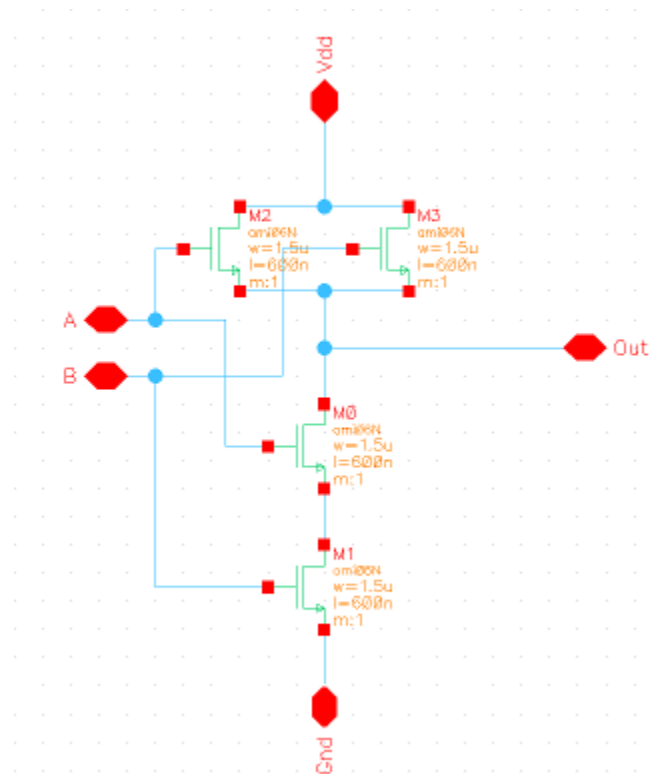 Vdd
M2
ami06N
w=1.5u
l=600n
m:1
M3
ami06N
w=1.5u
l=600n
m:1
A
B
Out
M0
ami06N
w=1.5u
l=600n
m:1
M1
ami06N
w=1.5u
l=600n
m:1
Gnd